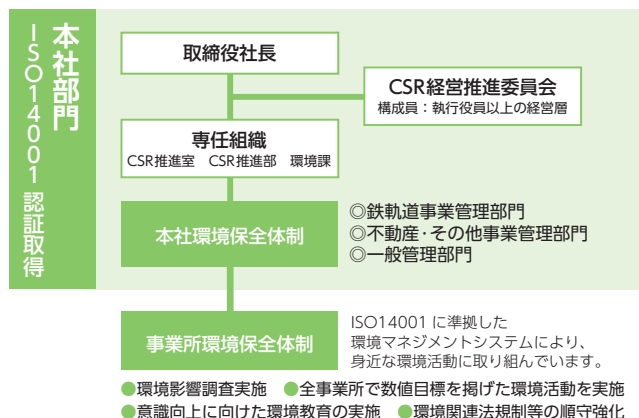 本社部門
ISO14001 認証取得
取締役社長
CSR経営推進委員会
構成員：執行役員以上の経営層
専任組織
CSR推進室 CSR推進部 環境課
本社環境保全体制
◎鉄軌道事業管理部門
◎不動産・その他事業管理部門
◎一般管理部門
事業所環境保全体制
ISO14001 に準拠した
環境マネジメントシステムにより、
身近な環境活動に取り組んでいます。
●環境影響調査実施 ●全事業所で数値目標を掲げた環境活動を実施
●意識向上に向けた環境教育の実施 ●環境関連法規制等の順守強化